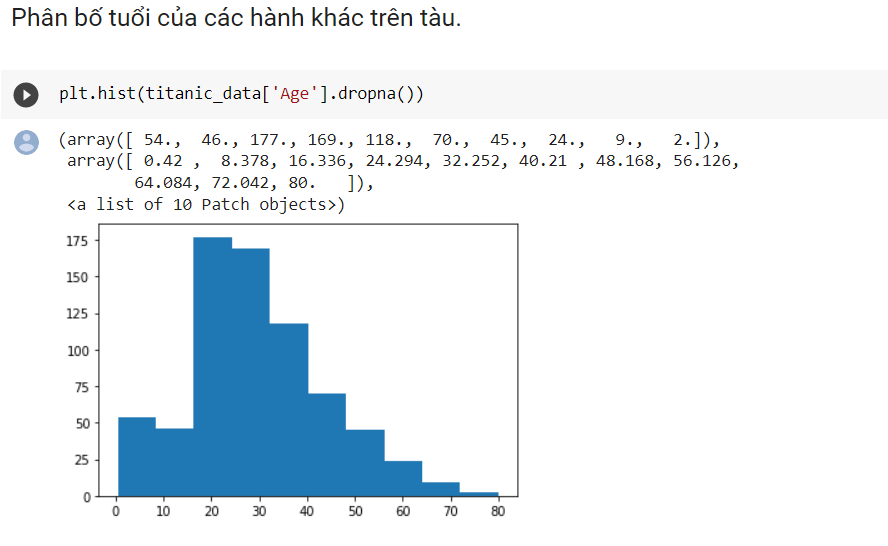 Phân bố tuổi của các hành khác trên tàu.
plt.hist(titanic_data['Age'].dropna())
(array([ 54.,  46., 177., 169., 118.,  70.,  45.,  24.,   9.,   2.]),
array([ 0.42 ,  8.378, 16.336, 24.294, 32.252, 40.21 , 48.168, 56.126,
64.084, 72.042, 80.   ]),
<a list of 10 Patch objects>)
175
150
125
100
75
50
25
0
0 10 20 30 40 50 60 70 80